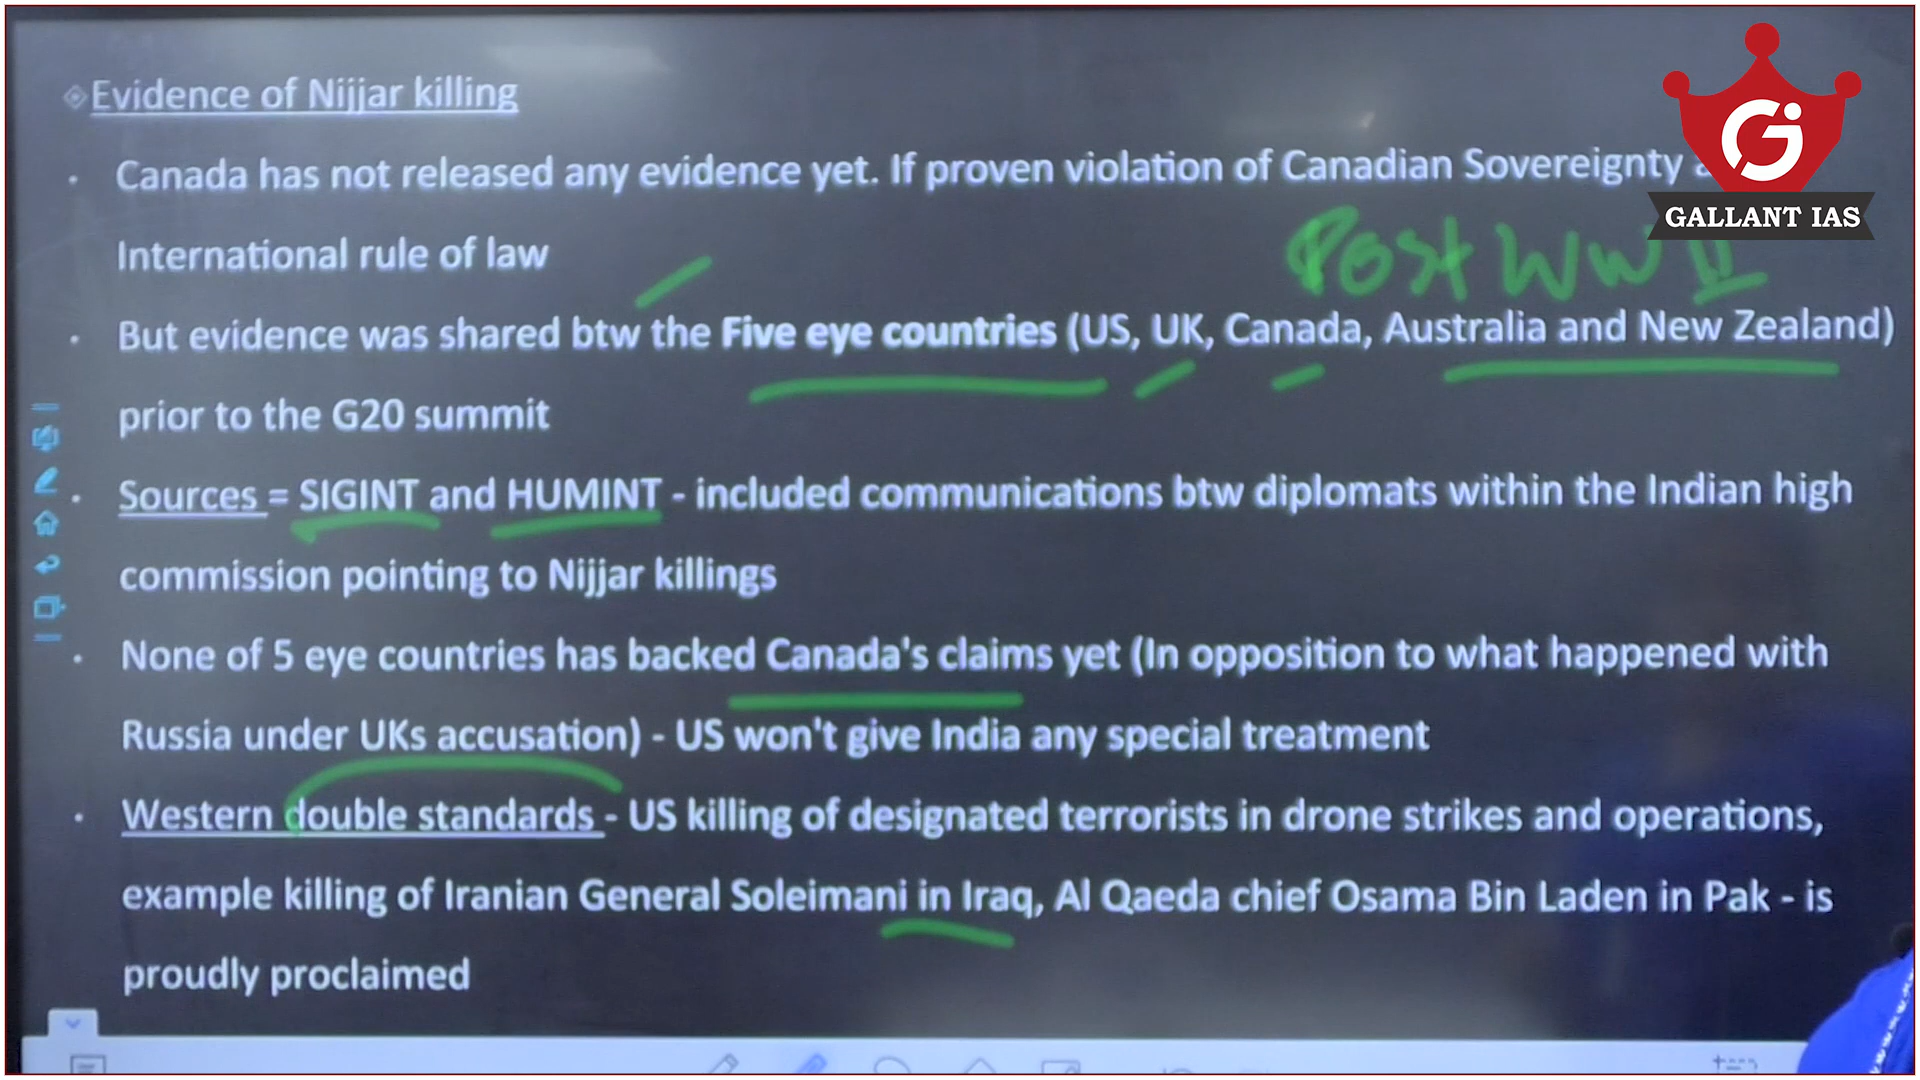 Evidence of Nijjar killing
Canada has not released any evidence yet. If proven violation of Canadian Sovereignty
GALLANT IAS
International rule of law
Post WW II
But evidence was shared btw the Five eye countries (US, UK, Canada, Australia and New Zealand)
prior to the G20 summit
Sources = SIGINT and HUMINT - included communications btw diplomats within the Indian high
commission pointing to Nijjar killings
None of 5 eye countries has backed Canada's claims yet (In opposition to what happened with
Russia under UKs accusation) - US won't give India any special treatment
Western double standards - US killing of designated terrorists in drone strikes and operations,
example killing of Iranian General Soleimani in Iraq, Al Qaeda chief Osama Bin Laden in Pak - is
proudly proclaimed